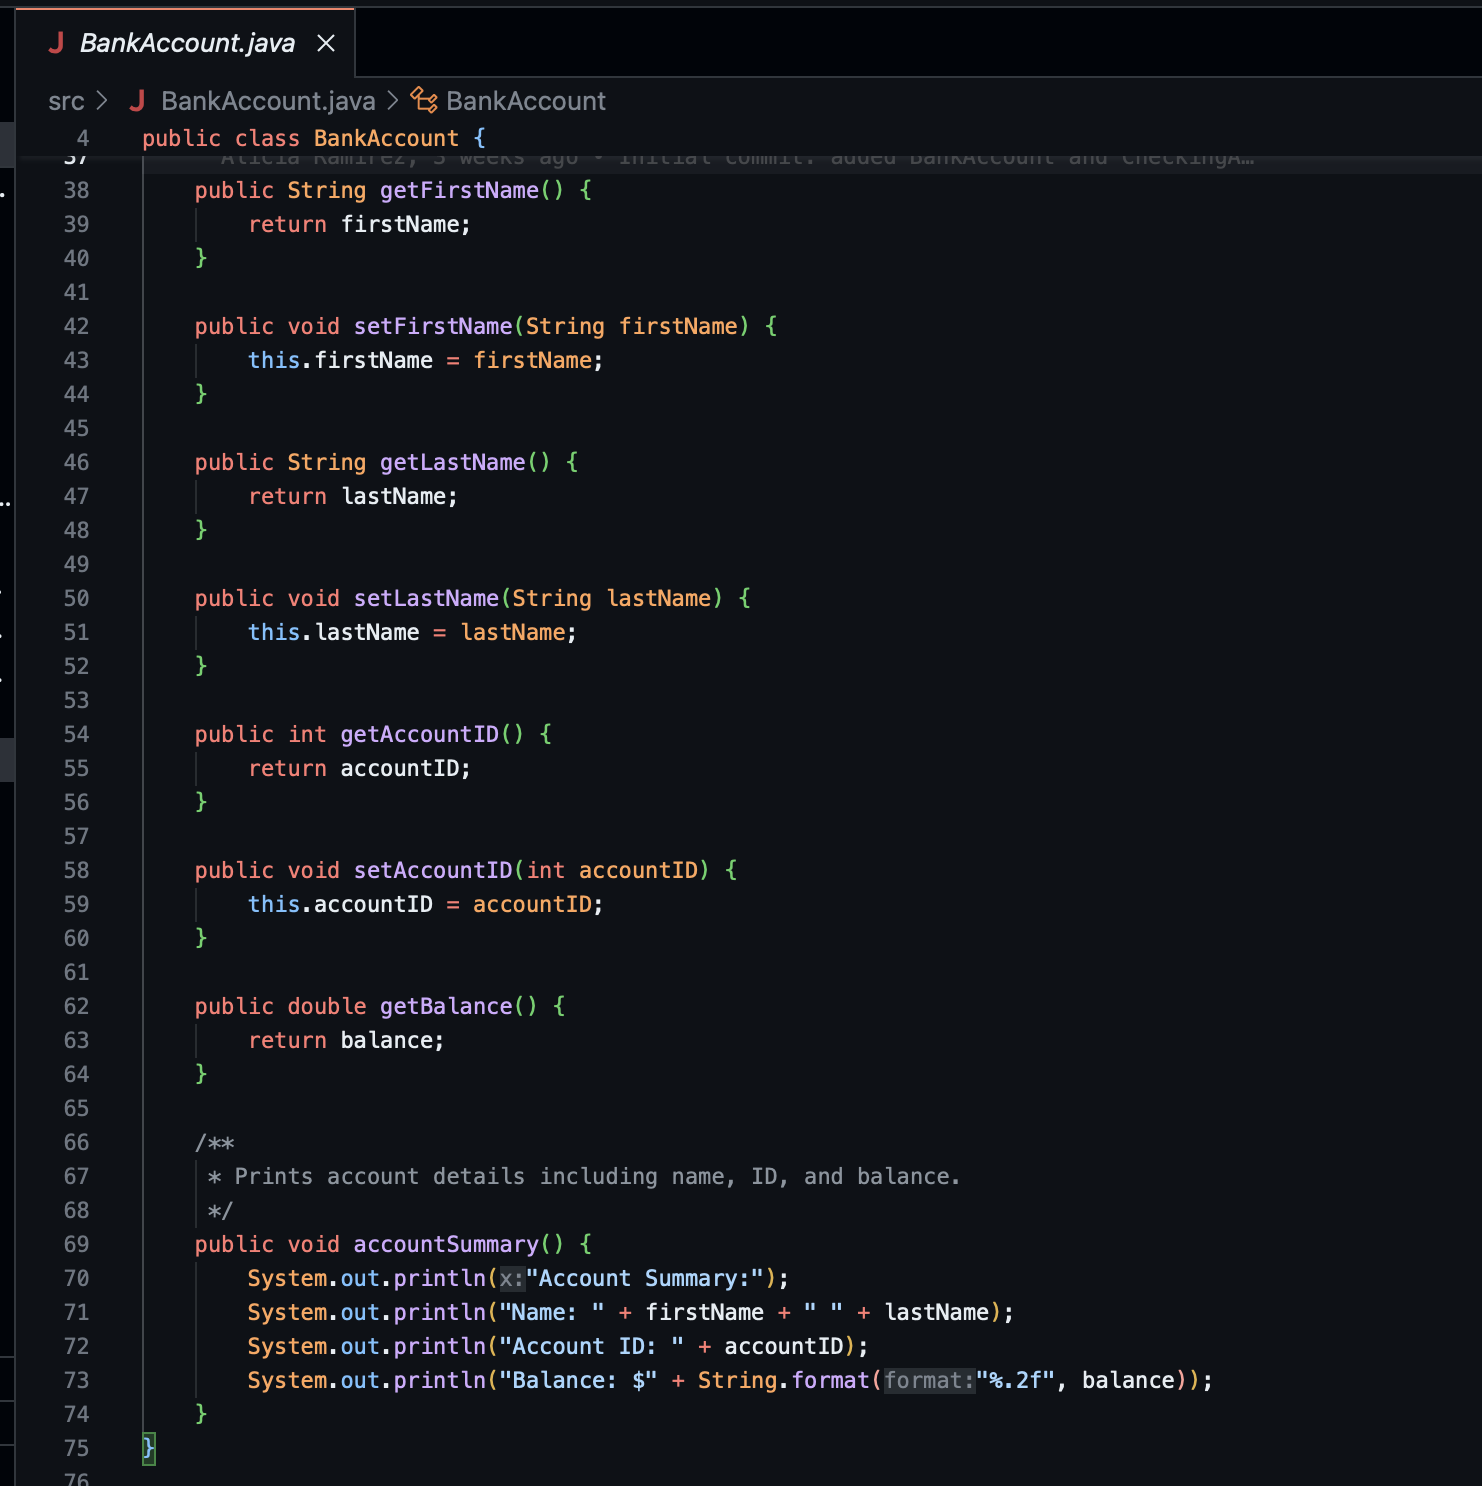 BankAccount.java
src > BankAccount.java > BankAccount
4 public class BankAccount {
37 Alicia Ramirez, 3 weeks ago • Initial commit: added BankAccount and CheckingA…
38 public String getFirstName() {
39 return firstName;
40 }
41
42 public void setFirstName(String firstName) {
43 this.firstName = firstName;
44 }
45
46 public String getLastName() {
47 return lastName;
48 }
49
50 public void setLastName(String lastName) {
51 this.lastName = lastName;
52 }
53
54 public int getAccountID() {
55 return accountID;
56 }
57
58 public void setAccountID(int accountID) {
59 this.accountID = accountID;
60 }
61
62 public double getBalance() {
63 return balance;
64 }
65
66 /**
67 * Prints account details including name, ID, and balance.
68 */
69 public void accountSummary() {
70 System.out.println(x:"Account Summary:");
71 System.out.println("Name: " + firstName + " " + lastName);
72 System.out.println("Account ID: " + accountID);
73 System.out.println("Balance: $" + String.format(format:"%.2f", balance));
74 }
75 }
76